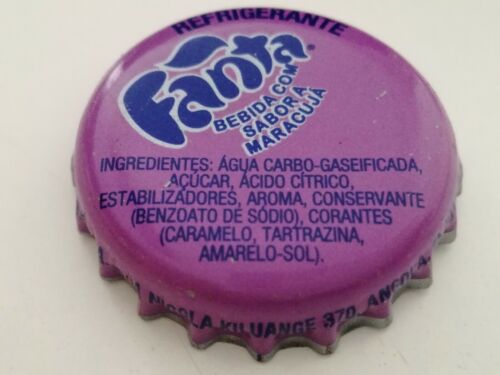 REFRIGERANTE
Fanta
BEBIDA COM
SABOR A
MARACUJÁ
INGREDIENTES: ÁGUA CARBO-GASEIFICADA,
AÇÚCAR, ÁCIDO CÍTRICO,
ESTABILIZADORES, AROMA, CONSERVANTE
(BENZOATO DE SÓDIO), CORANTES
(CARAMELO, TARTRAZINA,
AMARELO-SOL).
NICOLA KILUANGE 370, ANGOLA